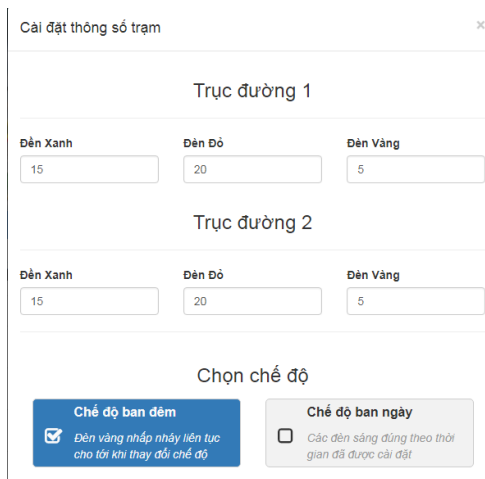 Cài đặt thông số trạm
×
Trục đường 1
Đền Xanh
Đèn Đỏ
Đèn Vàng
15
20
5
Trục đường 2
Đèn Xanh
Đèn Đỏ
Đèn Vàng
15
20
5
Chọn chế độ
Chế độ ban đêm
Đèn vàng nhấp nháy liên tục
cho tới khi thay đổi chế độ
Chế độ ban ngày
Các đèn sáng đúng theo thời
gian đã được cài đặt